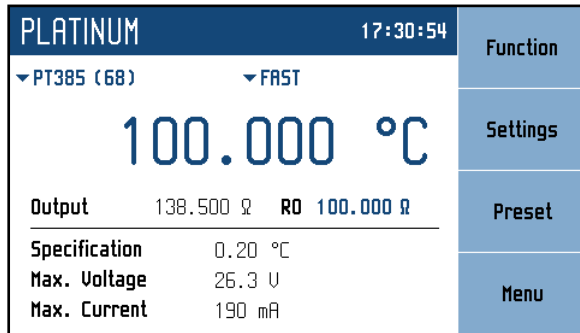 PLATINUM 17:30:54
PT385 (68) FAST
100.000 °C
Output 138.500 Ω R0 100.000 Ω
Specification 0.20 °C
Max. Voltage 26.3 V
Max. Current 190 mA
Function
Settings
Preset
Menu